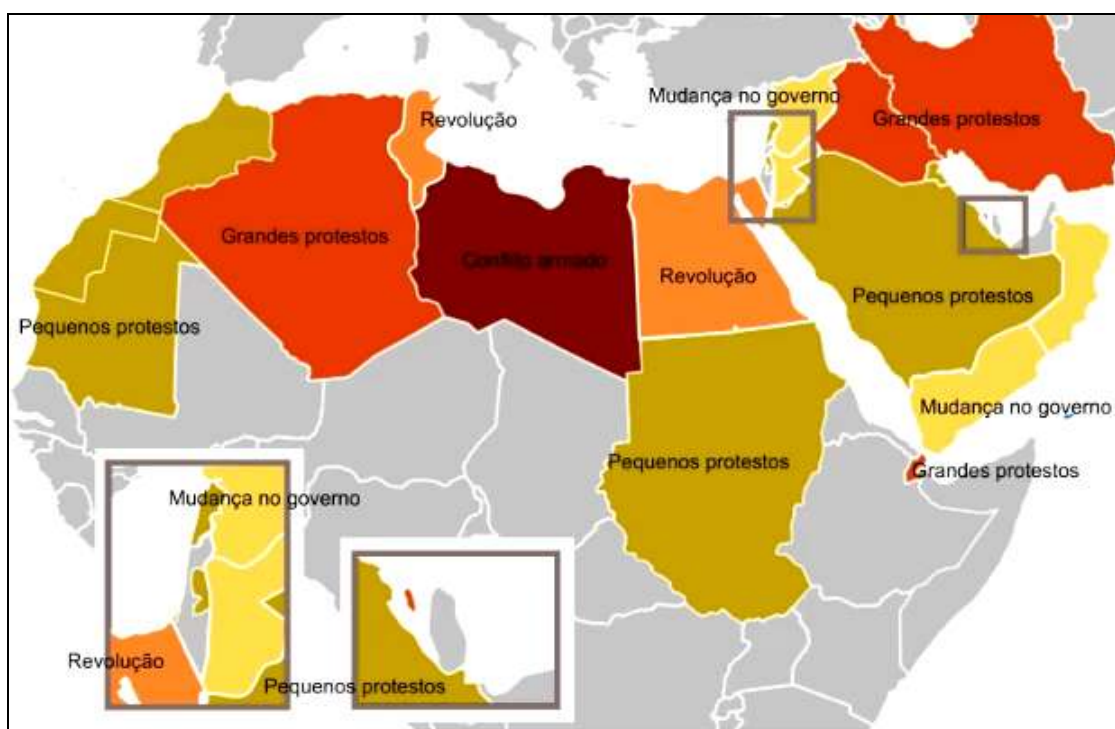 Mudança no governo
Revolução
Grandes protestos
Grandes protestos
Conflito armado
Revolução
Pequenos protestos
Pequenos protestos
Mudança no governo
Pequenos protestos
Grandes protestos
Mudança no governo
Revolução
Pequenos protestos